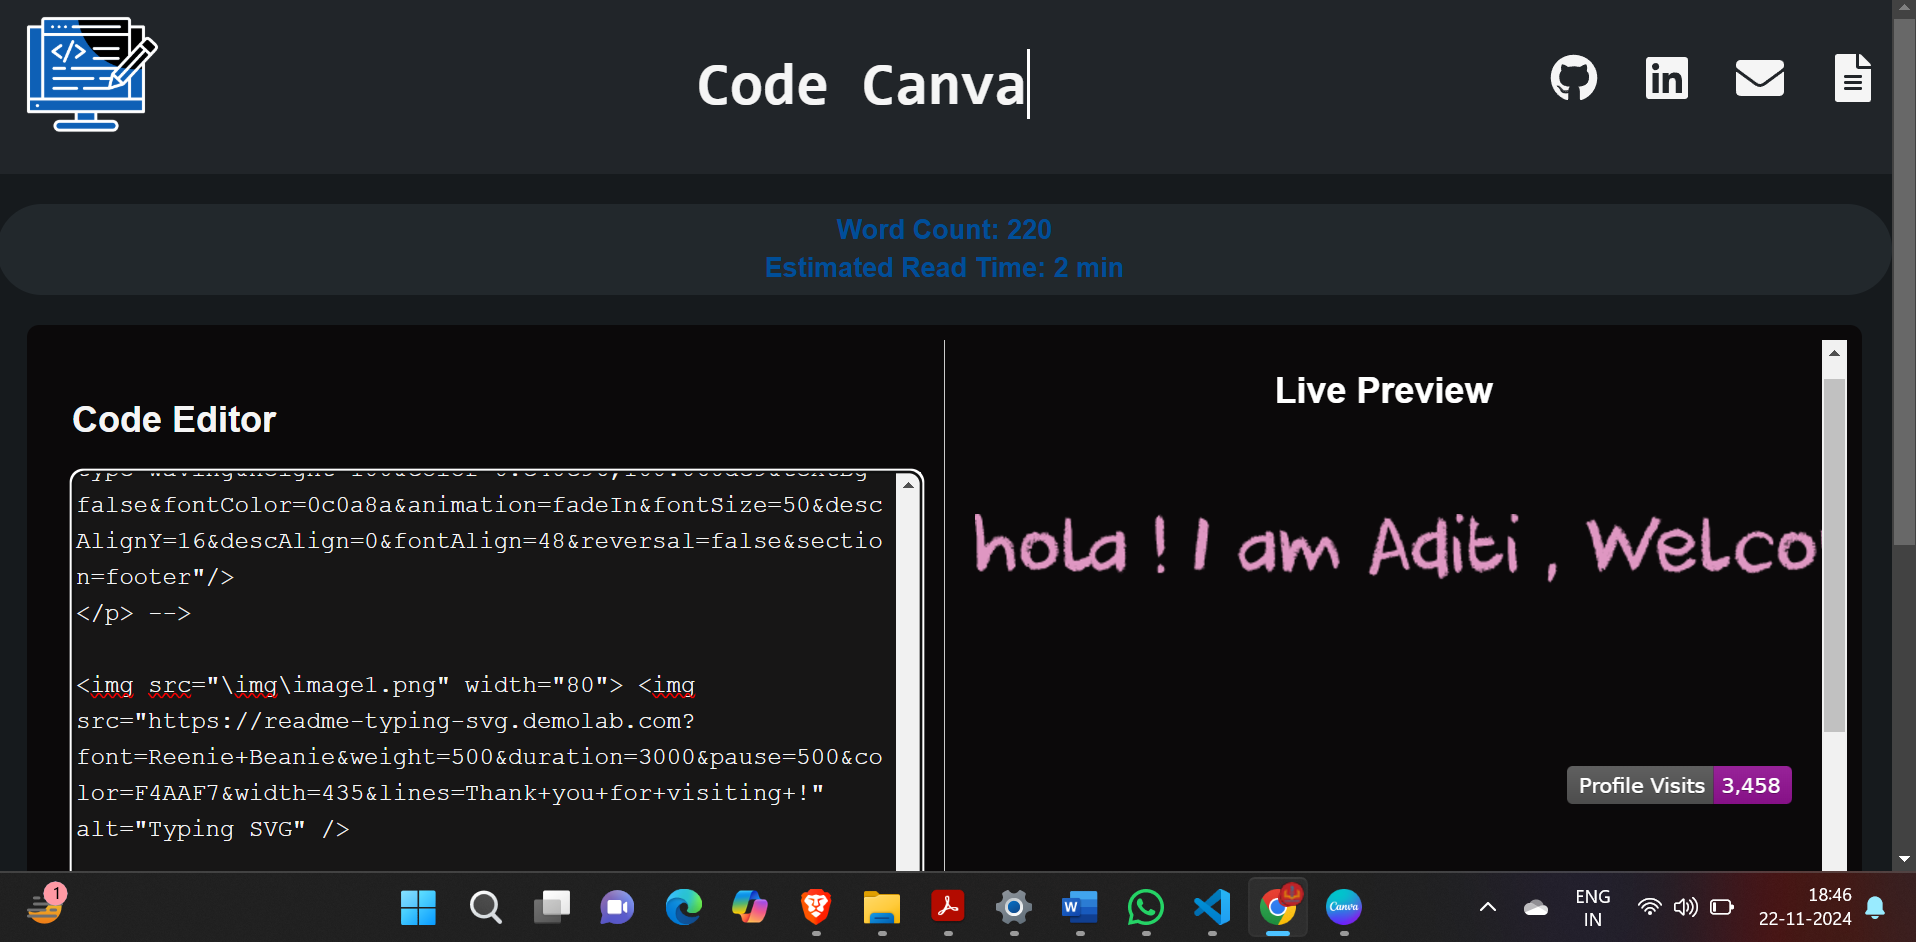 </>
Code Canva
in
Word Count: 220
Estimated Read Time: 2 min
Code Editor
false&fontColor=0c0a8a&animation=fadeIn&fontSize=50&desc
AlignY=16&descAlign=0&fontAlign=48&reversal=false&sectio
n=footer"/>
</p> -->
<img src="\img\image1.png" width="80"> <img
src="https://readme-typing-svg.demolab.com?
font=Reenie+Beanie&weight=500&duration=3000&pause=500&co
lor=F4AAF7&width=435&lines=Thank+you+for+visiting+!"
alt="Typing SVG" />
Live Preview
hola ! I am Aditi , Welco
Profile Visits 3,458
1
W
Canva
ENG
IN
18:46
22-11-2024